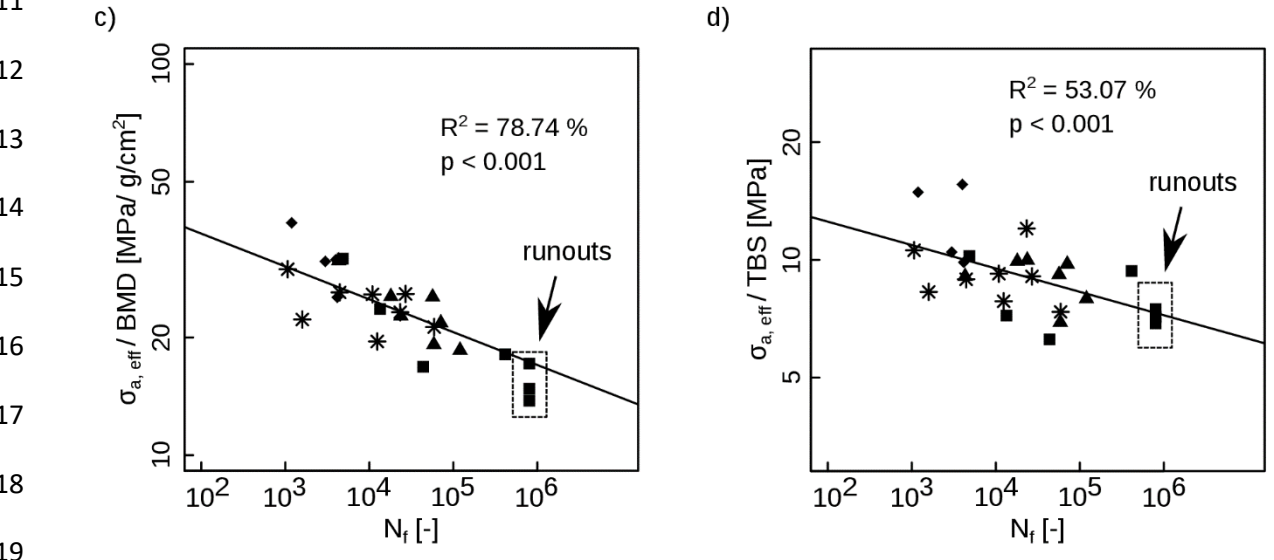 11
12
13
14
15
16
17
18
19
c)
100
50
20
10
σa, eff / BMD [MPa/ g/cm²]
R² = 78.74 %
p < 0.001
runouts
10² 10³ 10⁴ 10⁵ 10⁶
Nf [-]
d)
20
10
5
σa, eff / TBS [MPa]
R² = 53.07 %
p < 0.001
runouts
10² 10³ 10⁴ 10⁵ 10⁶
Nf [-]